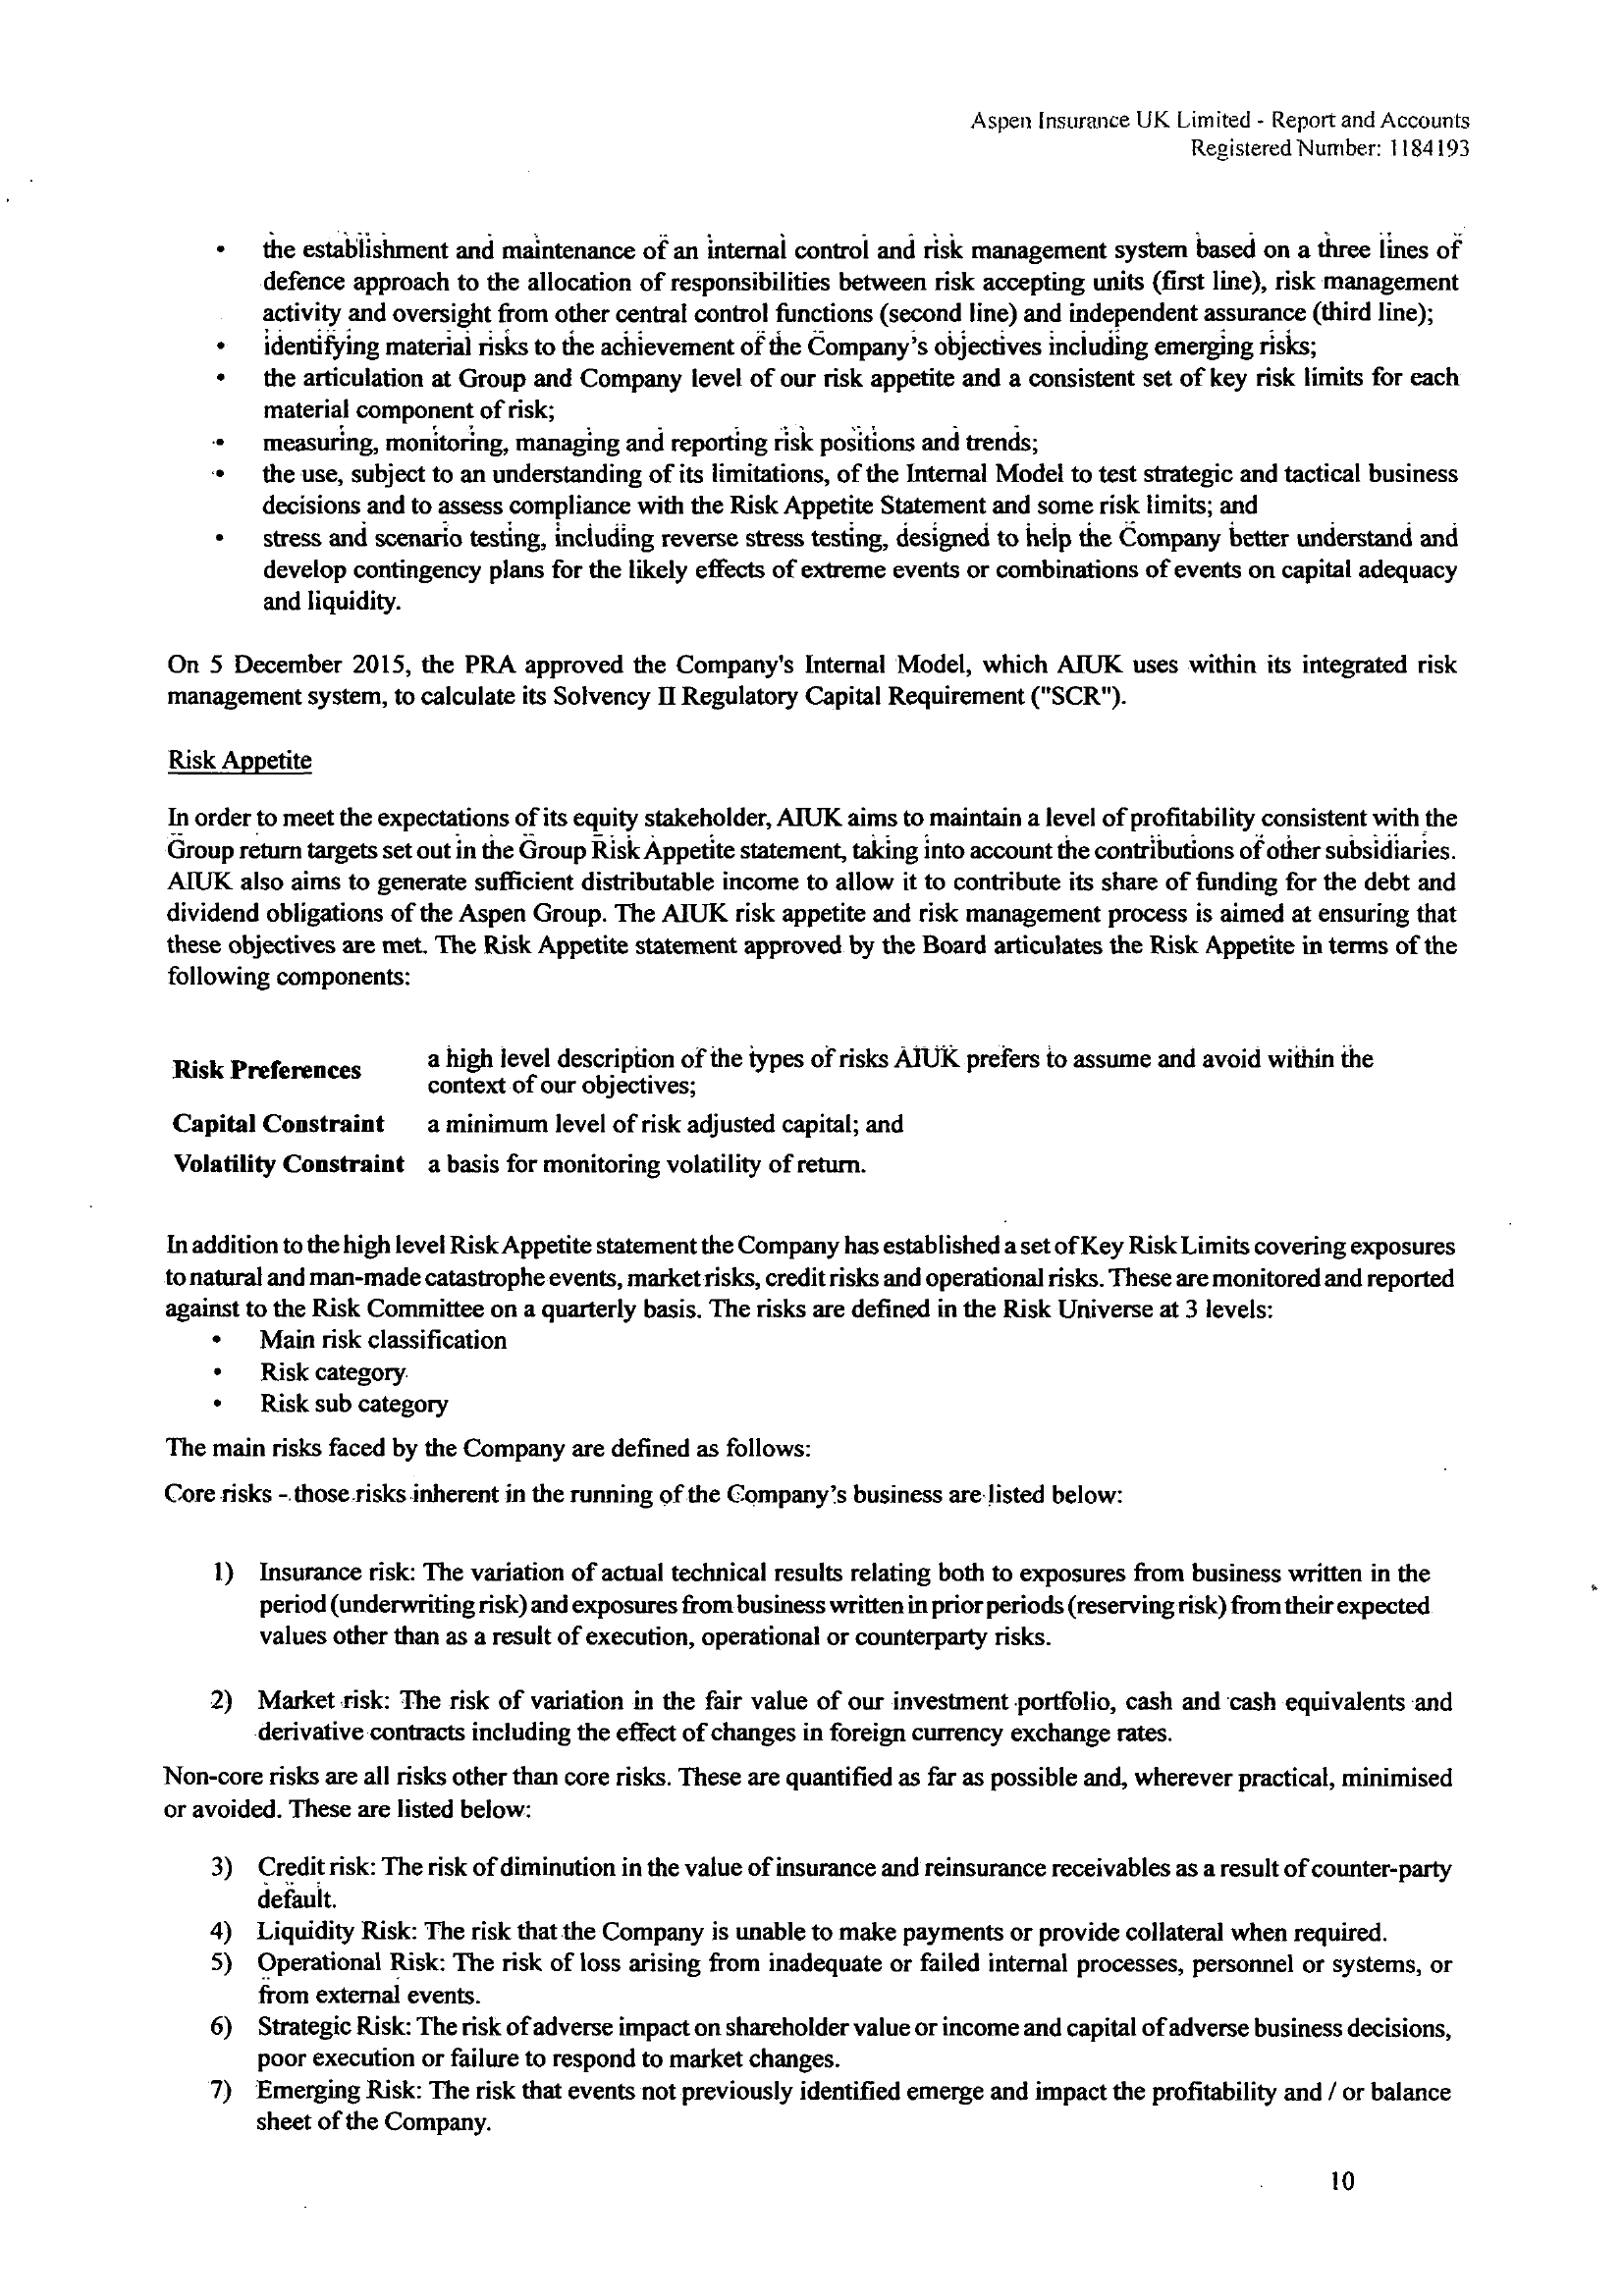 Aspen Insurance UK Limited - Report and Accounts
Registered Number: 1184193
• the establishment and maintenance of an internal control and risk management system based on a three lines of
defence approach to the allocation of responsibilities between risk accepting units (first line), risk management
activity and oversight from other central control functions (second line) and independent assurance (third line);
• identifying material risks to the achievement of the Company's objectives including emerging risks;
• the articulation at Group and Company level of our risk appetite and a consistent set of key risk limits for each
material component of risk;
• measuring, monitoring, managing and reporting risk positions and trends;
• the use, subject to an understanding of its limitations, of the Internal Model to test strategic and tactical business
decisions and to assess compliance with the Risk Appetite Statement and some risk limits; and
• stress and scenario testing, including reverse stress testing, designed to help the Company better understand and
develop contingency plans for the likely effects of extreme events or combinations of events on capital adequacy
and liquidity.
On 5 December 2015, the PRA approved the Company's Internal Model, which AIUK uses within its integrated risk
management system, to calculate its Solvency II Regulatory Capital Requirement ("SCR").
Risk Appetite
In order to meet the expectations of its equity stakeholder, AIUK aims to maintain a level of profitability consistent with the
Group return targets set out in the Group Risk Appetite statement, taking into account the contributions of other subsidiaries.
AIUK also aims to generate sufficient distributable income to allow it to contribute its share of funding for the debt and
dividend obligations of the Aspen Group. The AIUK risk appetite and risk management process is aimed at ensuring that
these objectives are met. The Risk Appetite statement approved by the Board articulates the Risk Appetite in terms of the
following components:
Risk Preferences a high level description of the types of risks AIUK prefers to assume and avoid within the
context of our objectives;
Capital Constraint a minimum level of risk adjusted capital; and
Volatility Constraint a basis for monitoring volatility of return.
In addition to the high level Risk Appetite statement the Company has established a set of Key Risk Limits covering exposures
to natural and man-made catastrophe events, market risks, credit risks and operational risks. These are monitored and reported
against to the Risk Committee on a quarterly basis. The risks are defined in the Risk Universe at 3 levels:
• Main risk classification
• Risk category
• Risk sub category
The main risks faced by the Company are defined as follows:
Core risks - those risks inherent in the running of the Company's business are listed below:
1) Insurance risk: The variation of actual technical results relating both to exposures from business written in the
period (underwriting risk) and exposures from business written in prior periods (reserving risk) from their expected
values other than as a result of execution, operational or counterparty risks.
2) Market risk: The risk of variation in the fair value of our investment portfolio, cash and cash equivalents and
derivative contracts including the effect of changes in foreign currency exchange rates.
Non-core risks are all risks other than core risks. These are quantified as far as possible and, wherever practical, minimised
or avoided. These are listed below:
3) Credit risk: The risk of diminution in the value of insurance and reinsurance receivables as a result of counter-party
default.
4) Liquidity Risk: The risk that the Company is unable to make payments or provide collateral when required.
5) Operational Risk: The risk of loss arising from inadequate or failed internal processes, personnel or systems, or
from external events.
6) Strategic Risk: The risk of adverse impact on shareholder value or income and capital of adverse business decisions,
poor execution or failure to respond to market changes.
7) Emerging Risk: The risk that events not previously identified emerge and impact the profitability and / or balance
sheet of the Company.
10